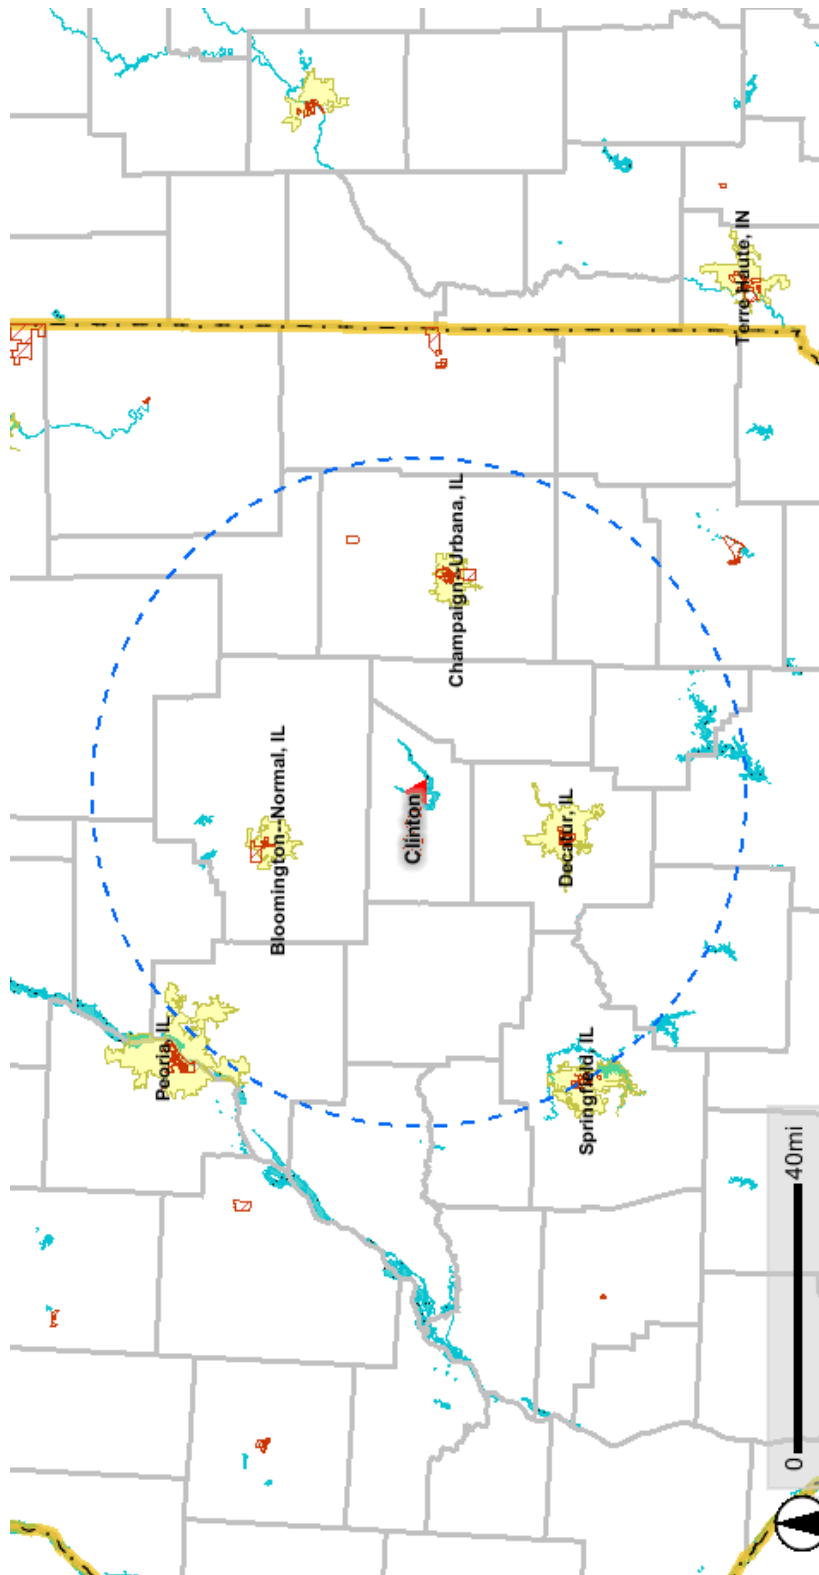 Peoria, IL
Bloomington--Normal, IL
Clinton
Champaign--Urbana, IL
Decatur, IL
Springfield, IL
Terre Haute, IN
0 40mi